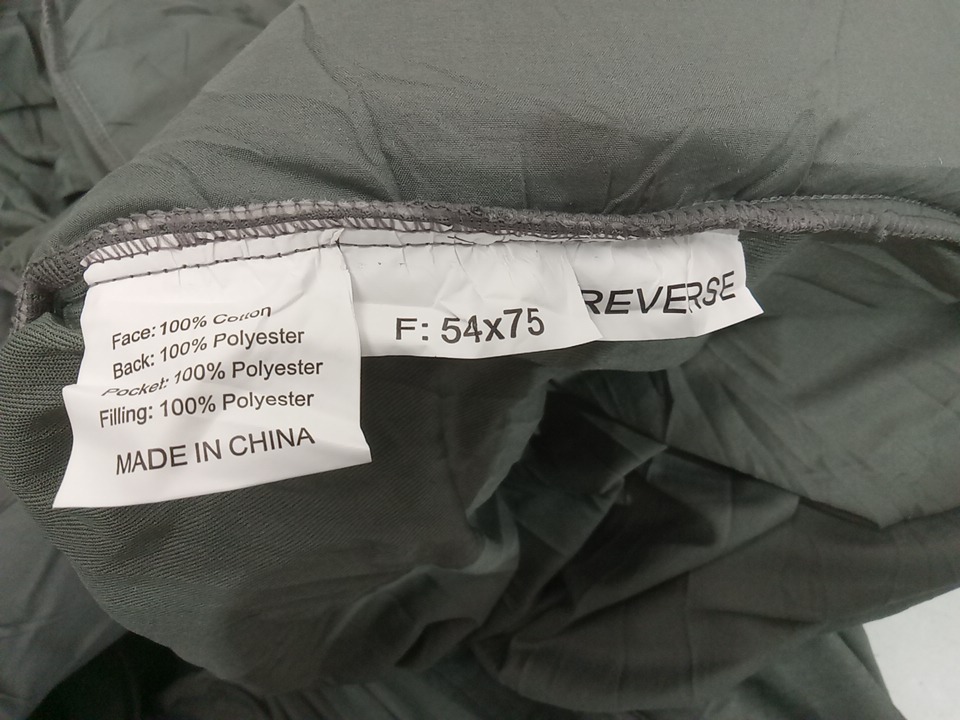 Face: 100% Cotton
Back: 100% Polyester
Pocket: 100% Polyester
Filling: 100% Polyester
MADE IN CHINA
F: 54x75
REVERSE